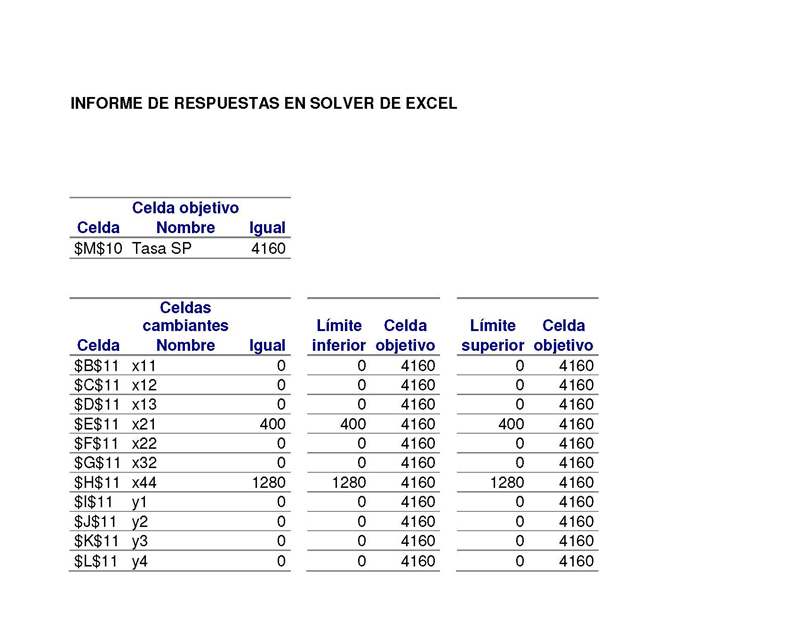 INFORME DE RESPUESTAS EN SOLVER DE EXCEL
Celda objetivo
Celda Nombre Igual
$M$10 Tasa SP 4160
Celdas
cambiantes Límite Celda Límite Celda
Celda Nombre Igual inferior objetivo superior objetivo
$B$11 x11 0 0 4160 0 4160
$C$11 x12 0 0 4160 0 4160
$D$11 x13 0 0 4160 0 4160
$E$11 x21 400 400 4160 400 4160
$F$11 x22 0 0 4160 0 4160
$G$11 x32 0 0 4160 0 4160
$H$11 x44 1280 1280 4160 1280 4160
$I$11 y1 0 0 4160 0 4160
$J$11 y2 0 0 4160 0 4160
$K$11 y3 0 0 4160 0 4160
$L$11 y4 0 0 4160 0 4160